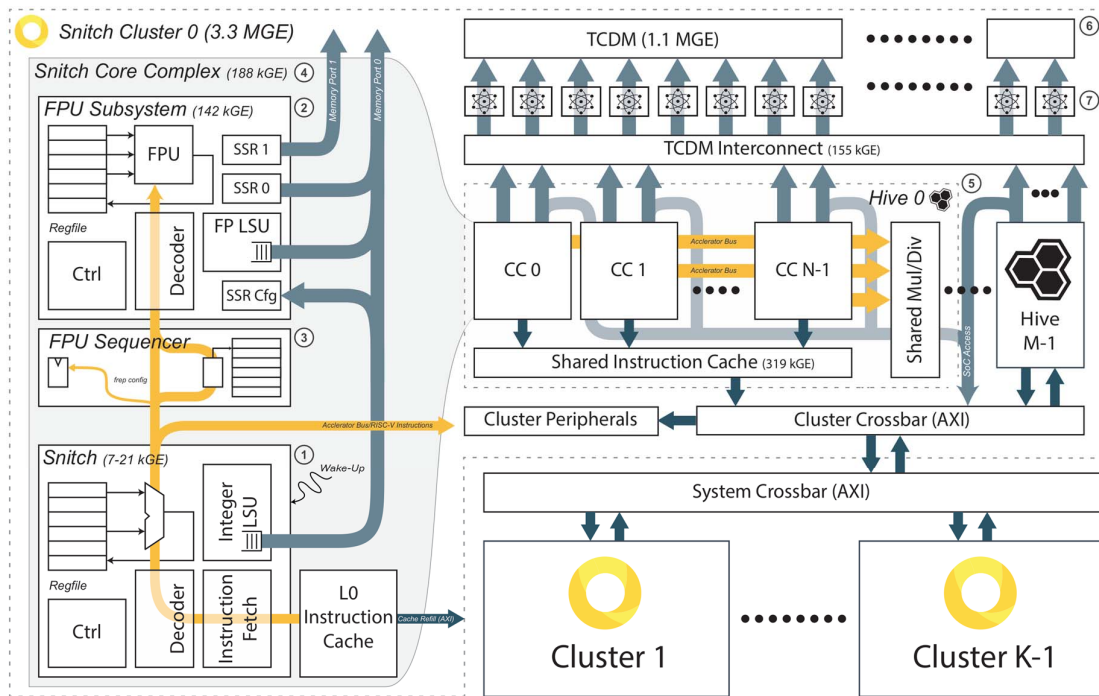 Snitch Cluster 0 (3.3 MGE)
Snitch Core Complex (188 kGE) 4
FPU Subsystem (142 kGE) 2
FPU
SSR 1
SSR 0
Regfile
FP LSU
Ctrl
Decoder
SSR Cfg
Memory Port 1
Memory Port 0
FPU Sequencer 3
frep config
Acclerator Bus/RISC-V Instructions
Snitch (7-21 kGE) 1
Wake-Up
Integer
LSU
Regfile
Ctrl
Decoder
Instruction
Fetch
L0
Instruction
Cache
Cache Refill (AXI)
TCDM (1.1 MGE)
6
7
TCDM Interconnect (155 kGE)
5
Hive 0
CC 0
CC 1
CC N-1
Acclerator Bus
Acclerator Bus
Acclerator Bus
Shared Mul/Div
Shared Instruction Cache (319 kGE)
SoC Access
Hive
M-1
Cluster Peripherals
Cluster Crossbar (AXI)
System Crossbar (AXI)
Cluster 1
Cluster K-1